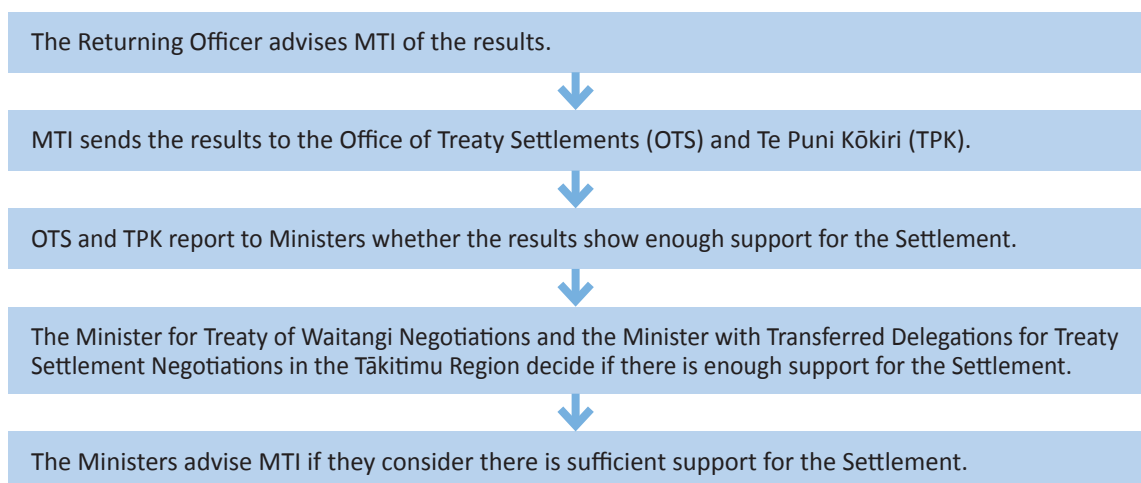 The Returning Officer advises MTI of the results.
MTI sends the results to the Office of Treaty Settlements (OTS) and Te Puni Kōkiri (TPK).
OTS and TPK report to Ministers whether the results show enough support for the Settlement.
The Minister for Treaty of Waitangi Negotiations and the Minister with Transferred Delegations for Treaty
Settlement Negotiations in the Tākitimu Region decide if there is enough support for the Settlement.
The Ministers advise MTI if they consider there is sufficient support for the Settlement.